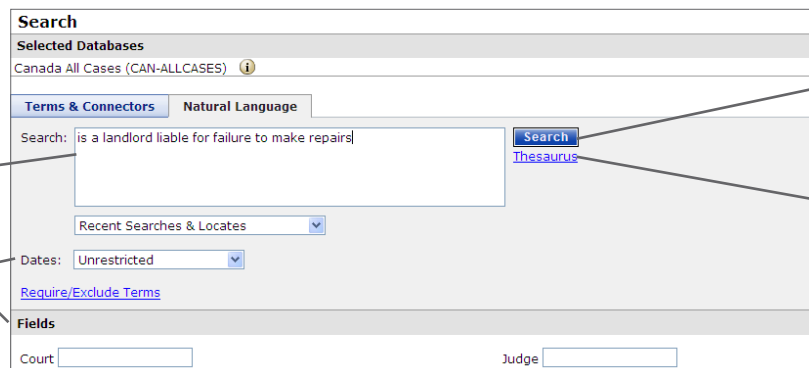 Search
Selected Databases
Canada All Cases (CAN-ALLCASES) i
Terms & Connectors Natural Language
Search: is a landlord liable for failure to make repairs Search
Thesaurus
Recent Searches & Locates
Dates: Unrestricted
Require/Exclude Terms
Fields
Court Judge